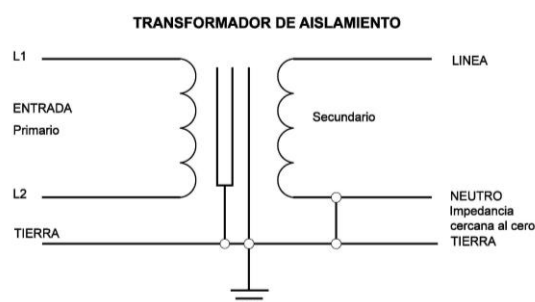 TRANSFORMADOR DE AISLAMIENTO
L1
LINEA
ENTRADA
Primario
Secundario
L2
NEUTRO
Impedancia
cercana al cero
TIERRA
TIERRA